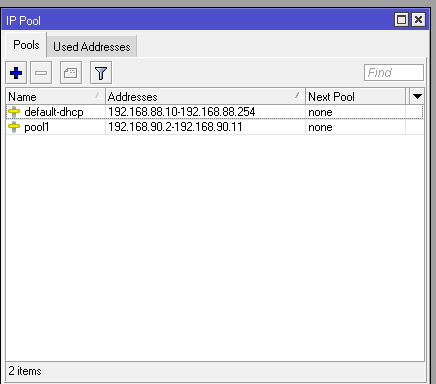 IP Pool
Pools Used Addresses
Find
Name Addresses Next Pool
default-dhcp 192.168.88.10-192.168.88.254 none
pool1 192.168.90.2-192.168.90.11 none
2 items